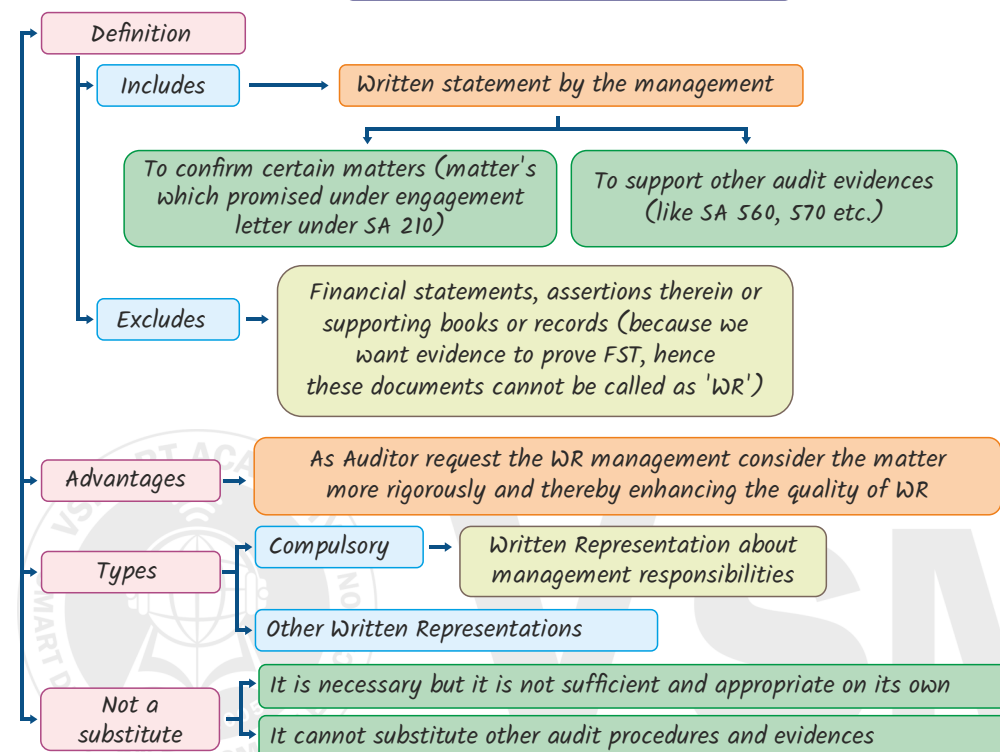 Definition
Includes
Written statement by the management
To confirm certain matters (matter's
which promised under engagement
letter under SA 210)
To support other audit evidences
(like SA 560, 570 etc.)
Excludes
Financial statements, assertions therein or
supporting books or records (because we
want evidence to prove FST, hence
these documents cannot be called as 'WR')
Advantages
As Auditor request the WR management consider the matter
more rigorously and thereby enhancing the quality of WR
Types
Compulsory
Written Representation about
management responsibilities
Other Written Representations
Not a
substitute
It is necessary but it is not sufficient and appropriate on its own
It cannot substitute other audit procedures and evidences